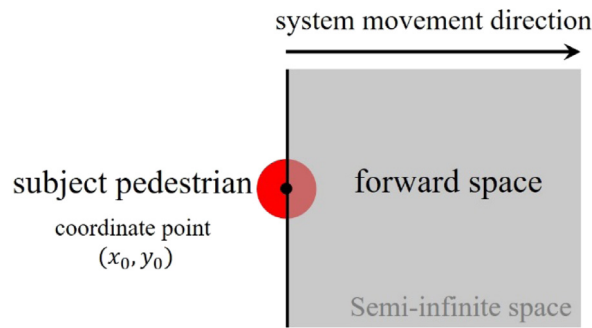 system movement direction
subject pedestrian
forward space
coordinate point
(x₀, y₀)
Semi-infinite space